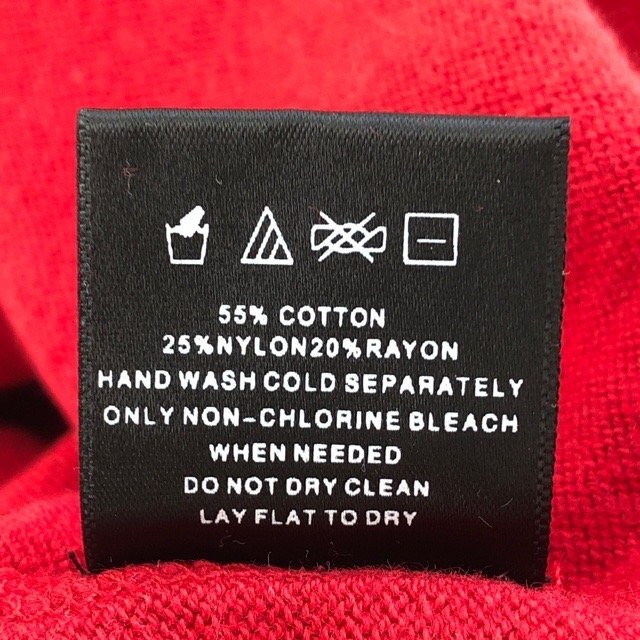 55% COTTON
25%NYLON20%RAYON
HAND WASH COLD SEPARATELY
ONLY NON-CHLORINE BLEACH
WHEN NEEDED
DO NOT DRY CLEAN
LAY FLAT TO DRY